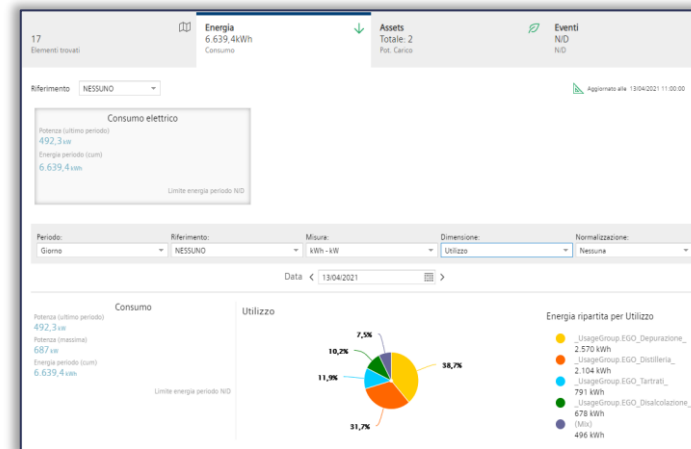 17
Elementi trovati
Energia
6.639,4kWh
Consumo
Assets
Totale: 2
Pot. Carico
Eventi
N/D
N/D
Riferimento NESSUNO
Aggiornato alle 13/04/2021 11:00:00
Consumo elettrico
Potenza (ultimo periodo)
492,3 kW
Energia periodo (cum)
6.639,4 kWh
Limite energia periodo N/D
Periodo: Riferimento: Misura: Dimensione: Normalizzazione:
Giorno NESSUNO kWh - kW Utilizzo Nessuna
Data < 13/04/2021 >
Consumo
Potenza (ultimo periodo)
492,3 kW
Potenza (massima)
687 kW
Energia periodo (cum)
6.639,4 kWh
Limite energia periodo N/D
Utilizzo
7,5%
10,2%
11,9%
38,7%
31,7%
Energia ripartita per Utilizzo
_UsageGroup.EGO_Depurazione_
2.570 kWh
_UsageGroup.EGO_Distilleria_
2.104 kWh
_UsageGroup.EGO_Tartrati_
791 kWh
_UsageGroup.EGO_Disalcolazione_
678 kWh
(Mix)
496 kWh